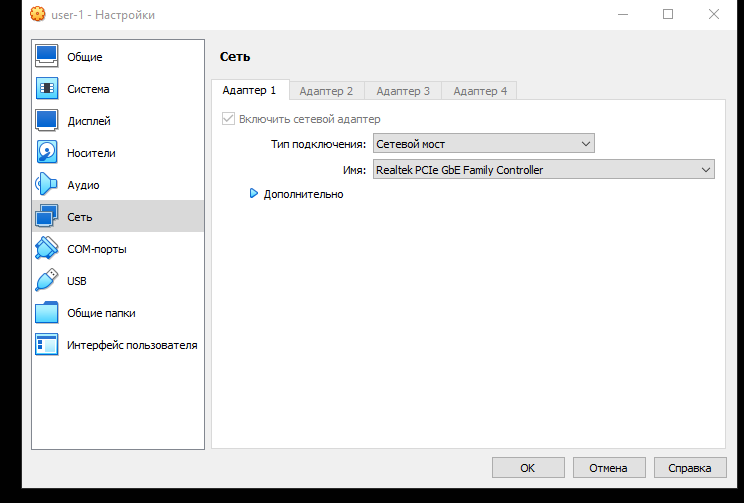 user-1 - Настройки
Общие
Система
Дисплей
Носители
Аудио
Сеть
COM-порты
USB
Общие папки
Интерфейс пользователя
Сеть
Адаптер 1 Адаптер 2 Адаптер 3 Адаптер 4
Включить сетевой адаптер
Тип подключения: Сетевой мост
Имя: Realtek PCIe GbE Family Controller
Дополнительно
OK Отмена Справка